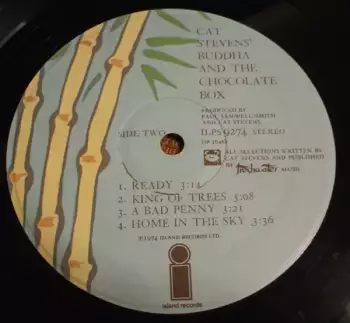 CAT
STEVENS'
BUDDHA
AND THE
CHOCOLATE
BOX
PRODUCED BY
PAUL SAMWELL-SMITH
AND CAT STEVENS
SIDE TWO ILPS 9274 STEREO
ALL SELECTIONS WRITTEN BY
CAT STEVENS AND PUBLISHED
BY freshwater MUSIC
1. READY 3:14
2. KING OF TREES 5:08
3. A BAD PENNY 3:21
4. HOME IN THE SKY 3:36
℗1974 ISLAND RECORDS LTD.
i
island records